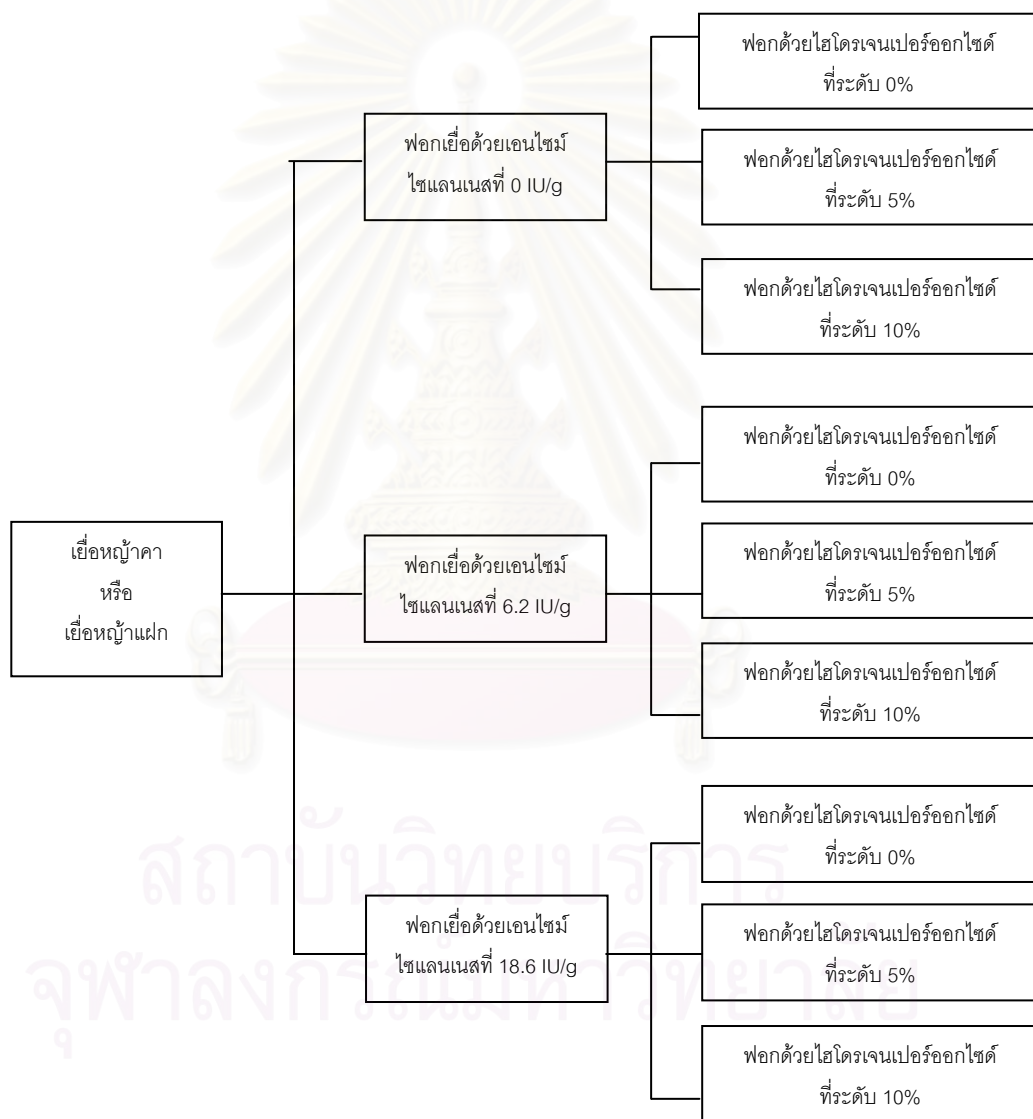 เยื่อหญ้าคา
หรือ
เยื่อหญ้าแฝก
ฟอกเยื่อด้วยเอนไซม์
ไซแลนเนสที่ 0 IU/g
ฟอกด้วยไฮโดรเจนเปอร์ออกไซด์
ที่ระดับ 0%
ฟอกด้วยไฮโดรเจนเปอร์ออกไซด์
ที่ระดับ 5%
ฟอกด้วยไฮโดรเจนเปอร์ออกไซด์
ที่ระดับ 10%
ฟอกเยื่อด้วยเอนไซม์
ไซแลนเนสที่ 6.2 IU/g
ฟอกด้วยไฮโดรเจนเปอร์ออกไซด์
ที่ระดับ 0%
ฟอกด้วยไฮโดรเจนเปอร์ออกไซด์
ที่ระดับ 5%
ฟอกด้วยไฮโดรเจนเปอร์ออกไซด์
ที่ระดับ 10%
ฟอกเยื่อด้วยเอนไซม์
ไซแลนเนสที่ 18.6 IU/g
ฟอกด้วยไฮโดรเจนเปอร์ออกไซด์
ที่ระดับ 0%
ฟอกด้วยไฮโดรเจนเปอร์ออกไซด์
ที่ระดับ 5%
ฟอกด้วยไฮโดรเจนเปอร์ออกไซด์
ที่ระดับ 10%
สถาบันวิทยบริการ
จุฬาลงกรณ์มหาวิทยาลัย